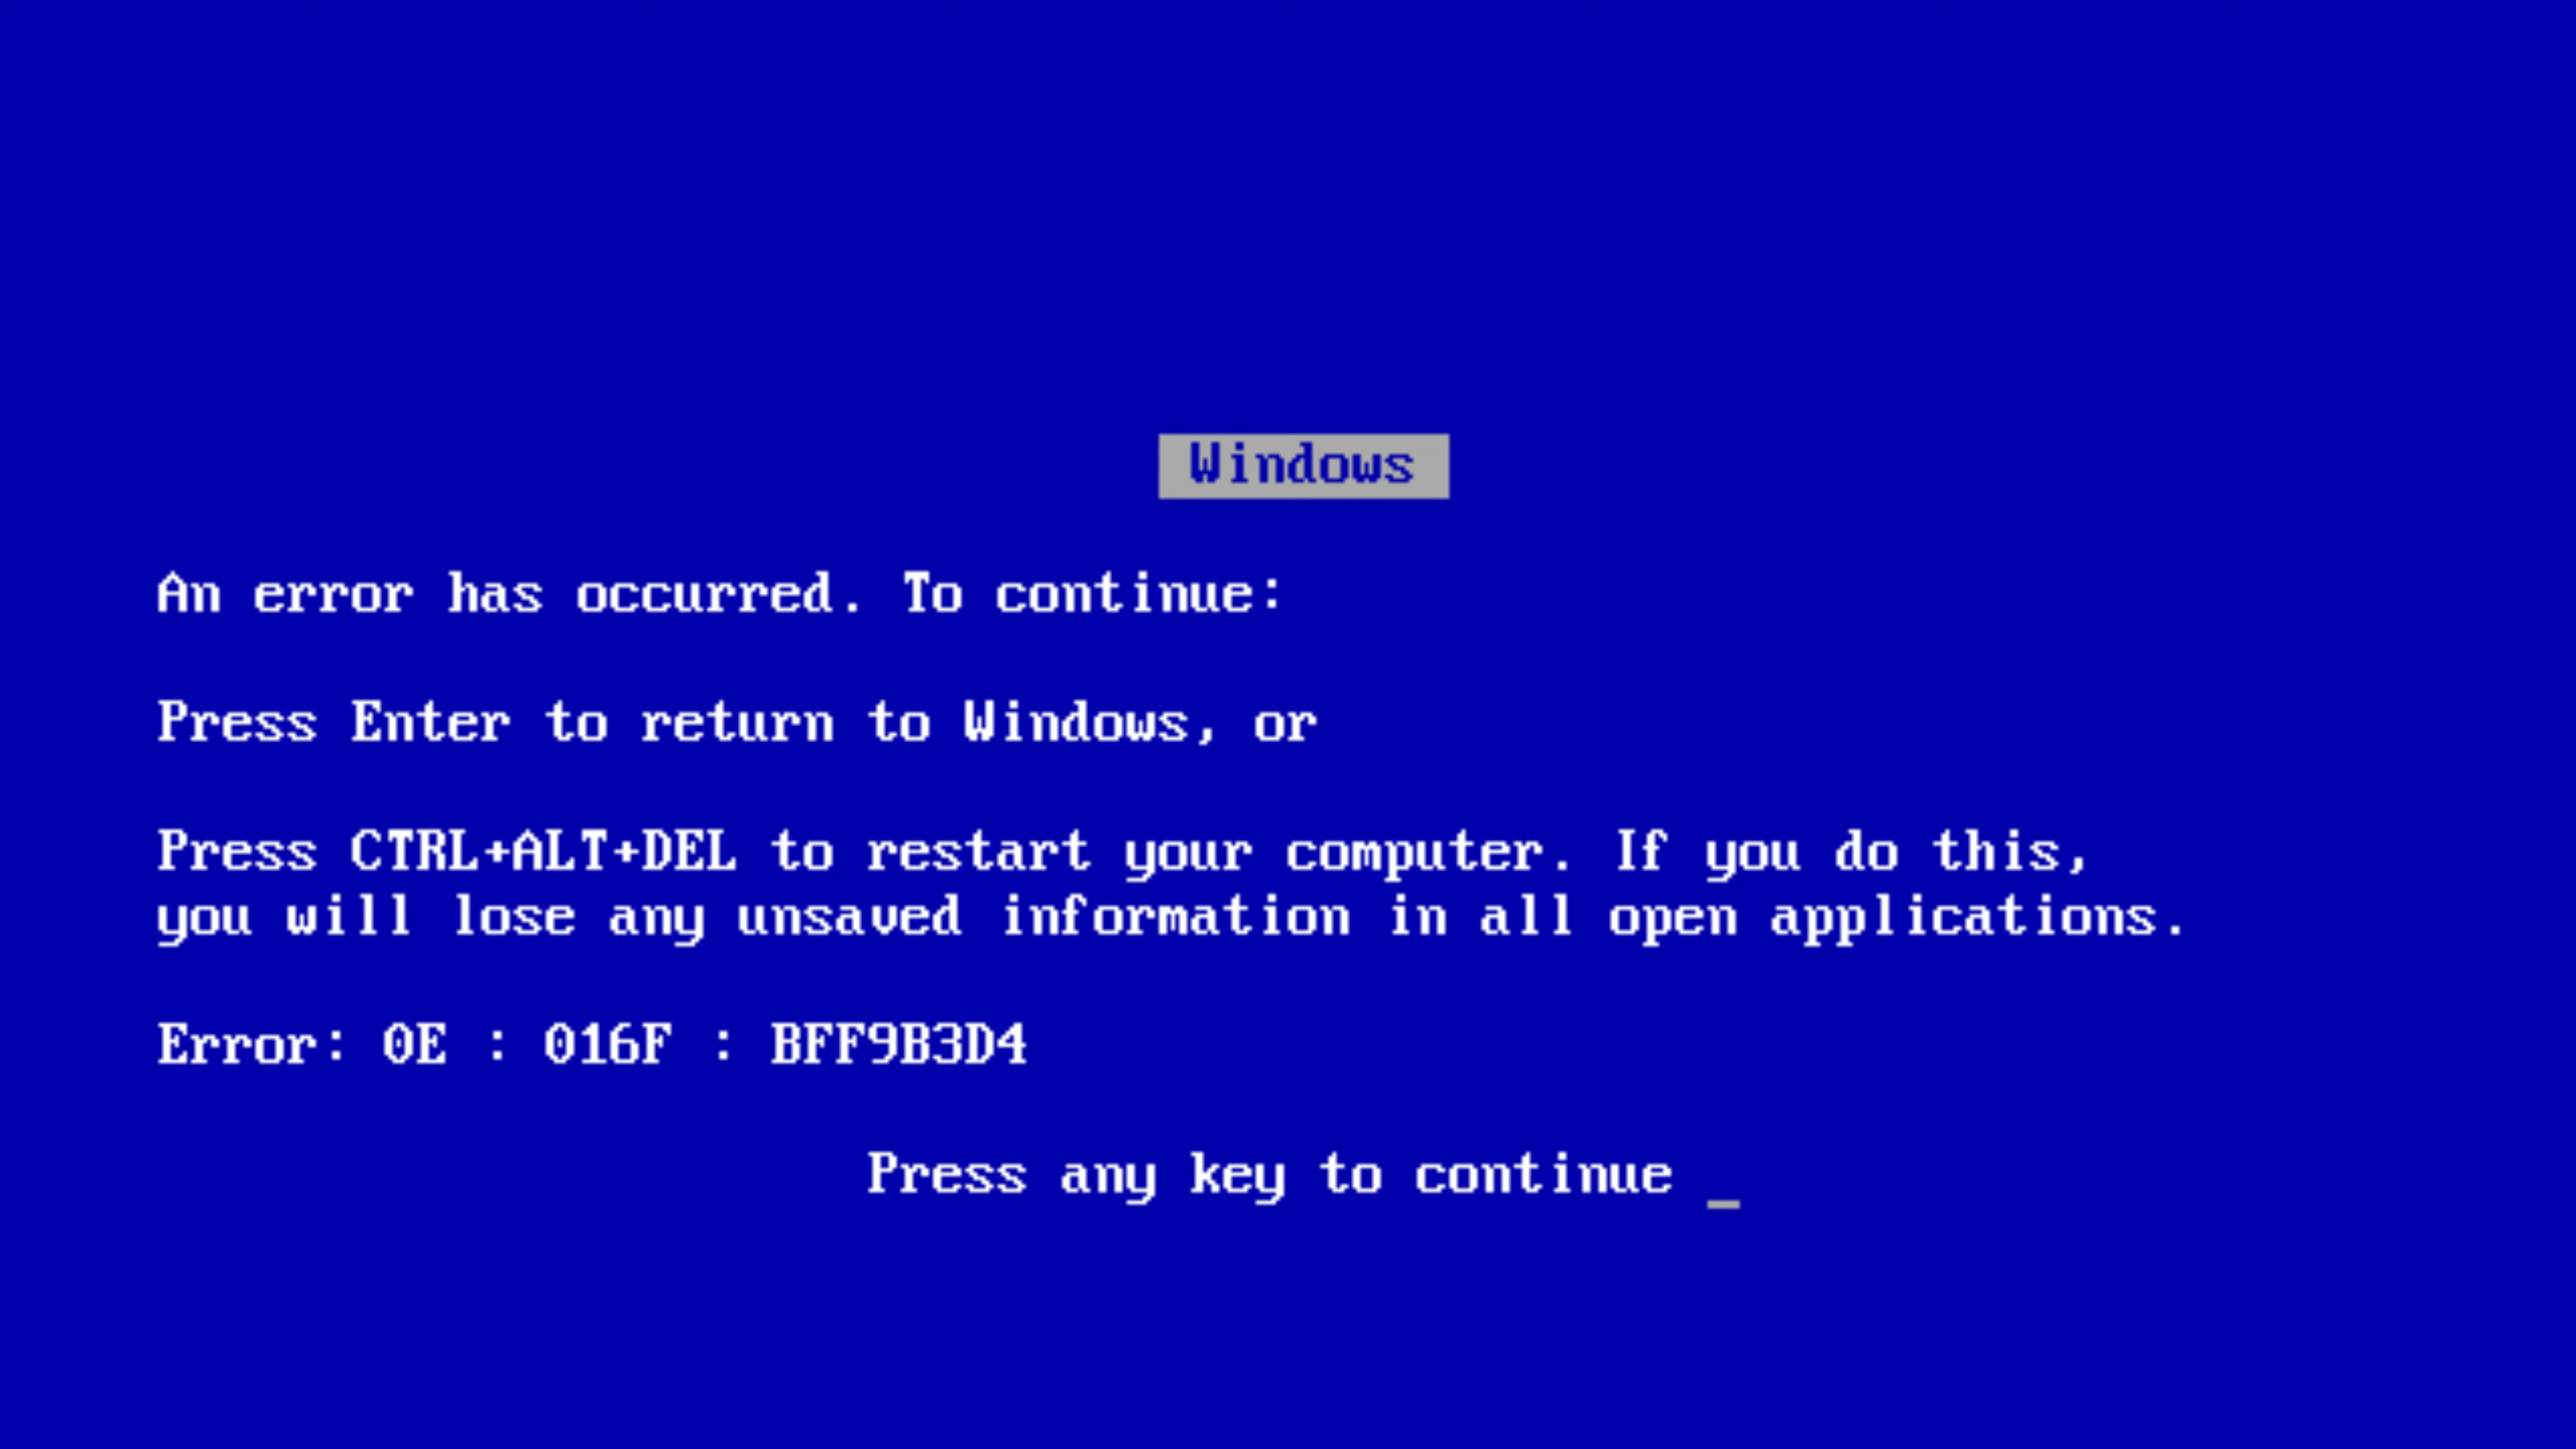 Windows
An error has occurred. To continue:
Press Enter to return to Windows, or
Press CTRL+ALT+DEL to restart your computer. If you do this,
you will lose any unsaved information in all open applications.
Error: 0E : 016F : BFF9B3D4
Press any key to continue _